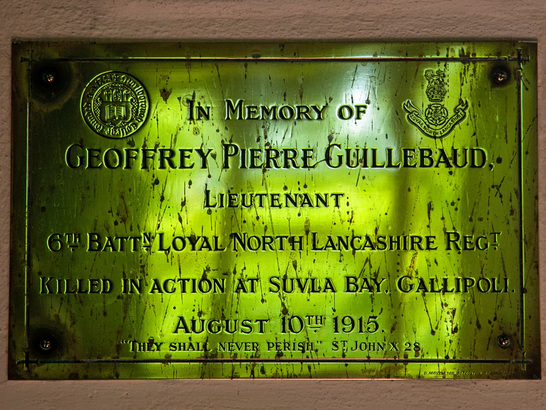 IN MEMORY OF
GEOFFREY PIERRE GUILLEBAUD,
LIEUTENANT,
6TH BATTN LOYAL NORTH LANCASHIRE REGT
KILLED IN ACTION AT SUVLA BAY, GALLIPOLI.
AUGUST 10TH 1915.
"THEY SHALL NEVER PERISH," ST JOHN X 28.